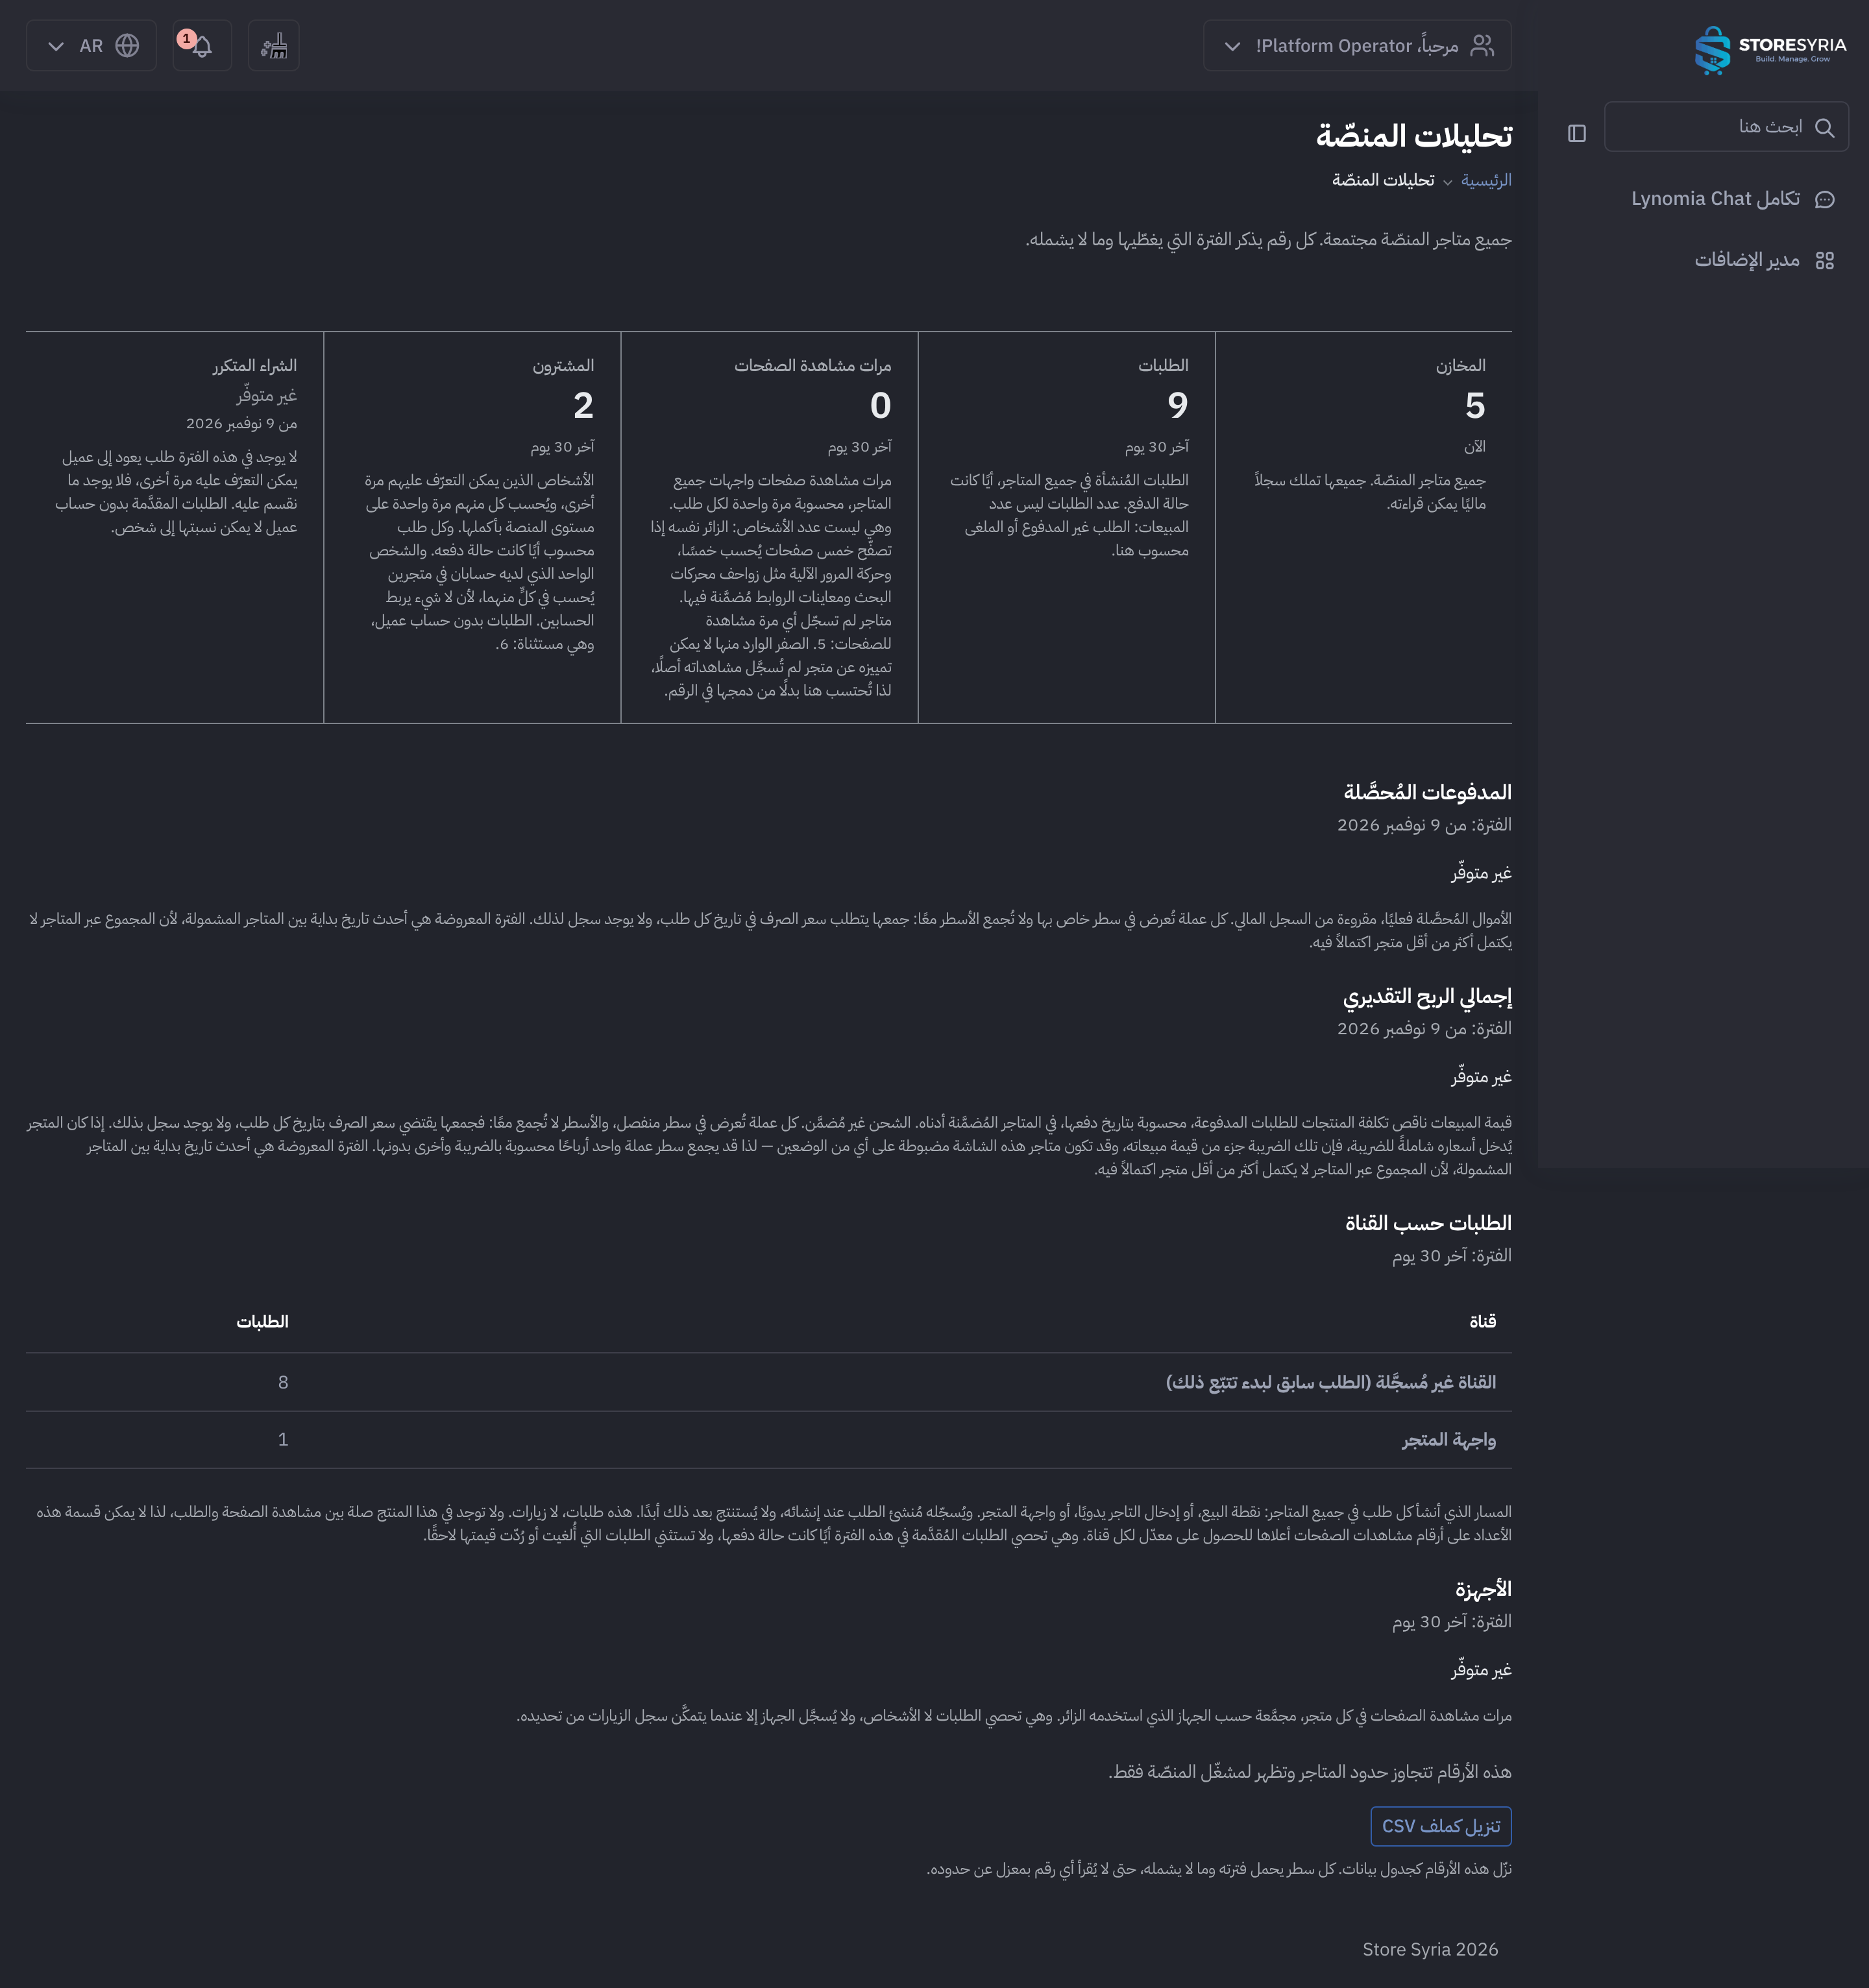 STORESYRIA
Build. Manage. Grow
ابحث هنا
تكامل Lynomia Chat
مدير الإضافات
مرحباً، Platform Operator!
1
AR
تحليلات المنصّة
الرئيسية
تحليلات المنصّة
جميع متاجر المنصّة مجتمعة. كل رقم يذكر الفترة التي يغطّيها وما لا يشمله.
المخازن
5
الآن
جميع متاجر المنصّة. جميعها تملك سجلاً
ماليًا يمكن قراءته.
الطلبات
9
آخر 30 يوم
الطلبات المُنشأة في جميع المتاجر، أيًا كانت
حالة الدفع. عدد الطلبات ليس عدد
المبيعات: الطلب غير المدفوع أو الملغى
محسوب هنا.
مرات مشاهدة الصفحات
0
آخر 30 يوم
مرات مشاهدة صفحات واجهات جميع
المتاجر، محسوبة مرة واحدة لكل طلب.
وهي ليست عدد الأشخاص: الزائر نفسه إذا
تصفّح خمس صفحات يُحسب خمسًا،
وحركة المرور الآلية مثل زواحف محركات
البحث ومعاينات الروابط مُضمَّنة فيها.
متاجر لم تسجّل أي مرة مشاهدة
للصفحات: 5. الصفر الوارد منها لا يمكن
تمييزه عن متجر لم تُسجَّل مشاهداته أصلًا،
لذا تُحتسب هنا بدلًا من دمجها في الرقم.
المشترون
2
آخر 30 يوم
الأشخاص الذين يمكن التعرّف عليهم مرة
أخرى، ويُحسب كل منهم مرة واحدة على
مستوى المنصة بأكملها. وكل طلب
محسوب أيًا كانت حالة دفعه. والشخص
الواحد الذي لديه حسابان في متجرين
يُحسب في كلٍّ منهما، لأن لا شيء يربط
الحسابين. الطلبات بدون حساب عميل،
وهي مستثناة: 6.
الشراء المتكرر
غير متوفّر
من 9 نوفمبر 2026
لا يوجد في هذه الفترة طلب يعود إلى عميل
يمكن التعرّف عليه مرة أخرى، فلا يوجد ما
نقسم عليه. الطلبات المقدَّمة بدون حساب
عميل لا يمكن نسبتها إلى شخص.
المدفوعات المُحصَّلة
الفترة: من 9 نوفمبر 2026
غير متوفّر
الأموال المُحصَّلة فعليًا، مقروءة من السجل المالي. كل عملة تُعرض في سطر خاص بها ولا تُجمع الأسطر معًا: جمعها يتطلب سعر الصرف في تاريخ كل طلب، ولا يوجد سجل لذلك. الفترة المعروضة هي أحدث تاريخ بداية بين المتاجر المشمولة، لأن المجموع عبر المتاجر لا
يكتمل أكثر من أقل متجر اكتمالاً فيه.
إجمالي الربح التقديري
الفترة: من 9 نوفمبر 2026
غير متوفّر
قيمة المبيعات ناقص تكلفة المنتجات للطلبات المدفوعة، محسوبة بتاريخ دفعها، في المتاجر المُضمَّنة أدناه. الشحن غير مُضمَّن. كل عملة تُعرض في سطر منفصل، والأسطر لا تُجمع معًا: فجمعها يقتضي سعر الصرف بتاريخ كل طلب، ولا يوجد سجل بذلك. إذا كان المتجر
يُدخل أسعاره شاملةً للضريبة، فإن تلك الضريبة جزء من قيمة مبيعاته، وقد تكون متاجر هذه الشاشة مضبوطة على أي من الوضعين — لذا قد يجمع سطر عملة واحد أرباحًا محسوبة بالضريبة وأخرى بدونها. الفترة المعروضة هي أحدث تاريخ بداية بين المتاجر
المشمولة، لأن المجموع عبر المتاجر لا يكتمل أكثر من أقل متجر اكتمالاً فيه.
الطلبات حسب القناة
الفترة: آخر 30 يوم
قناة الطلبات
القناة غير مُسجَّلة (الطلب سابق لبدء تتبّع ذلك) 8
واجهة المتجر 1
المسار الذي أنشأ كل طلب في جميع المتاجر: نقطة البيع، أو إدخال التاجر يدويًا، أو واجهة المتجر. ويُسجّله مُنشئ الطلب عند إنشائه، ولا يُستنتج بعد ذلك أبدًا. هذه طلبات، لا زيارات. ولا توجد في هذا المنتج صلة بين مشاهدة الصفحة والطلب، لذا لا يمكن قسمة هذه
الأعداد على أرقام مشاهدات الصفحات أعلاها للحصول على معدّل لكل قناة. وهي تحصي الطلبات المُقدَّمة في هذه الفترة أيًا كانت حالة دفعها، ولا تستثني الطلبات التي أُلغيت أو رُدّت قيمتها لاحقًا.
الأجهزة
الفترة: آخر 30 يوم
غير متوفّر
مرات مشاهدة الصفحات في كل متجر، مجمَّعة حسب الجهاز الذي استخدمه الزائر. وهي تحصي الطلبات لا الأشخاص، ولا يُسجَّل الجهاز إلا عندما يتمكَّن سجل الزيارات من تحديده.
هذه الأرقام تتجاوز حدود المتاجر وتظهر لمشغّل المنصّة فقط.
تنزيل كملف CSV
نزّل هذه الأرقام كجدول بيانات. كل سطر يحمل فترته وما لا يشمله، حتى لا يُقرأ أي رقم بمعزل عن حدوده.
Store Syria 2026